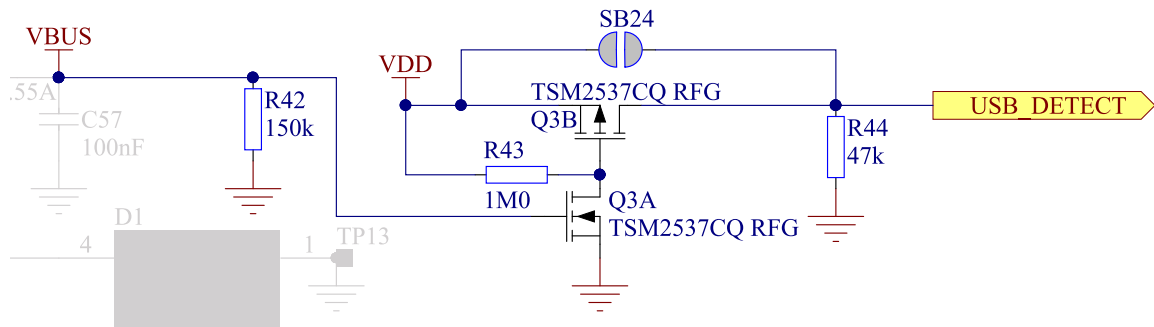 SB24
VBUS
VDD
.55A
R42
150k
TSM2537CQ RFG
Q3B
USB_DETECT
C57
100nF
R44
47k
R43
1M0
Q3A
TSM2537CQ RFG
D1
4
1
TP13